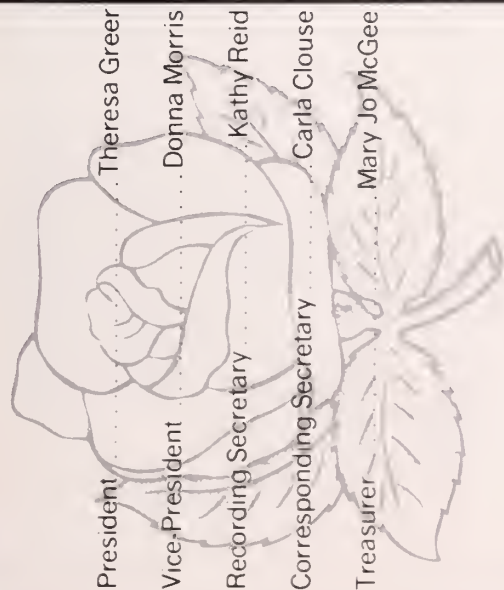 President . . . . . . . . . . Theresa Greer
Vice-President . . . . . . . . . . Donna Morris
Recording Secretary . . . . . . . . . . Kathy Reid
Corresponding Secretary . . . . . . . . . . Carla Clouse
Treasurer . . . . . . . . . . Mary Jo McGee